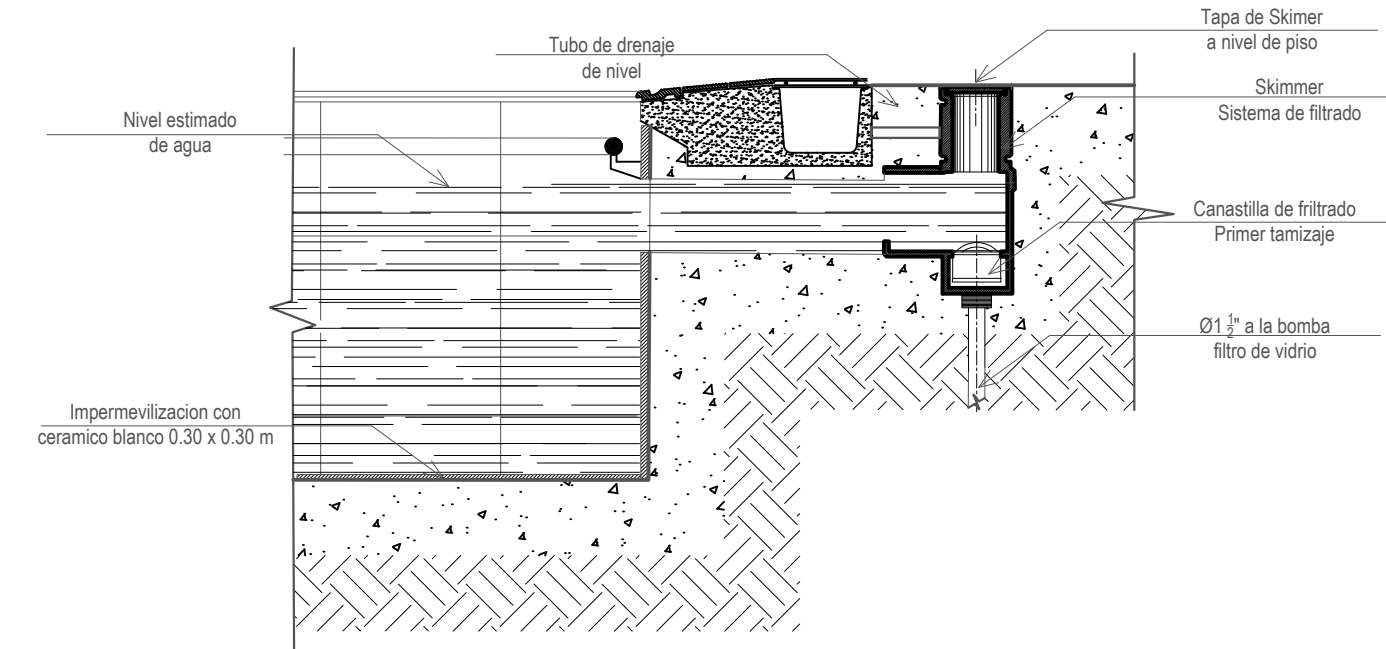 Tapa de Skimer
a nivel de piso
Tubo de drenaje
de nivel
Skimmer
Sistema de filtrado
Nivel estimado
de agua
Canastilla de friltrado
Primer tamizaje
Ø1 ½" a la bomba
filtro de vidrio
Impermevilizacion con
ceramico blanco 0.30 x 0.30 m